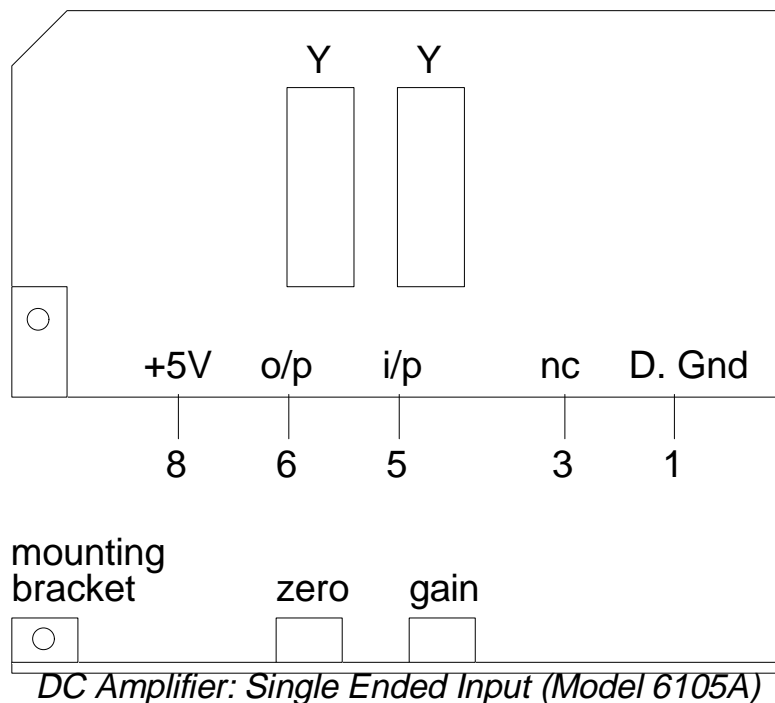 Y Y
+5V o/p i/p nc D. Gnd
8 6 5 3 1
mounting
bracket zero gain
DC Amplifier: Single Ended Input (Model 6105A)